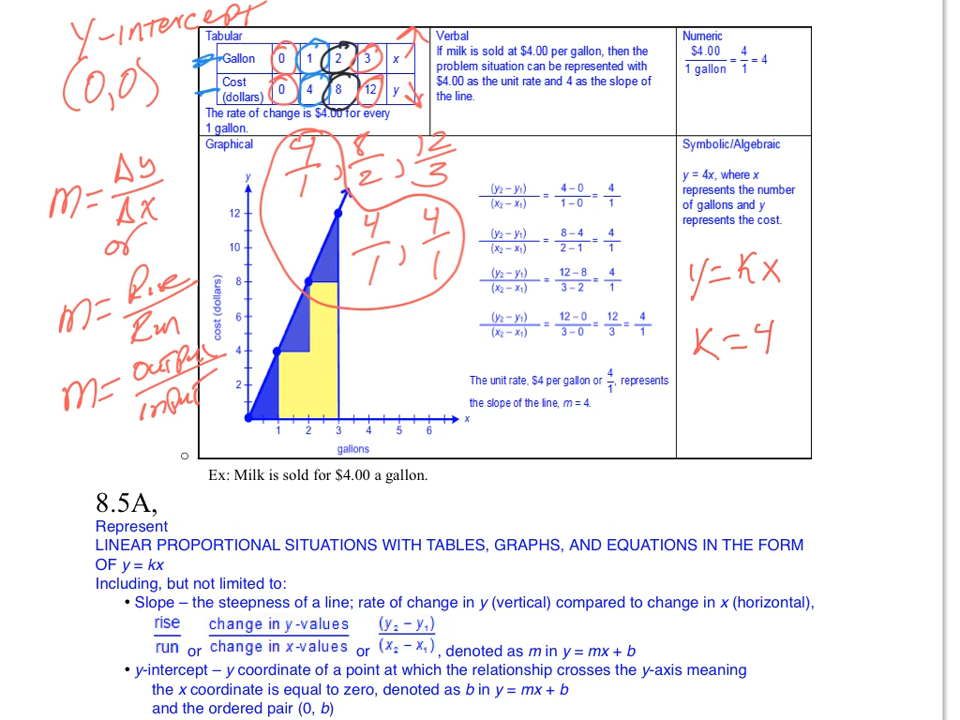 Y-intercept
(0,0)
m = Δy
Δx
or
m = Rise
Run
m = output
input
Tabular
Gallon 0 1 2 3 x
Cost
(dollars) 0 4 8 12 y
The rate of change is $4.00 for every
1 gallon.
Verbal
If milk is sold at $4.00 per gallon, then the
problem situation can be represented with
$4.00 as the unit rate and 4 as the slope of
the line.
Numeric
$4.00 / 1 gallon = 4/1 = 4
Graphical
4/1, 8/2, 12/3
4/1, 4/1
y
12
10
8
6
4
2
cost (dollars)
1 2 3 4 5 6
x
gallons
(y₂ – y₁) / (x₂ – x₁) = 4 – 0 / 1 – 0 = 4/1
(y₂ – y₁) / (x₂ – x₁) = 8 – 4 / 2 – 1 = 4/1
(y₂ – y₁) / (x₂ – x₁) = 12 – 8 / 3 – 2 = 4/1
(y₂ – y₁) / (x₂ – x₁) = 12 – 0 / 3 – 0 = 12/3 = 4/1
The unit rate, $4 per gallon or 4/1, represents
the slope of the line, m = 4.
Symbolic/Algebraic
y = 4x, where x
represents the number
of gallons and y
represents the cost.
y = kx
k = 4
Ex: Milk is sold for $4.00 a gallon.
8.5A,
Represent
LINEAR PROPORTIONAL SITUATIONS WITH TABLES, GRAPHS, AND EQUATIONS IN THE FORM
OF y = kx
Including, but not limited to:
• Slope – the steepness of a line; rate of change in y (vertical) compared to change in x (horizontal),
rise/run or change in y-values/change in x-values or (y₂ – y₁)/(x₂ – x₁), denoted as m in y = mx + b
• y-intercept – y coordinate of a point at which the relationship crosses the y-axis meaning
the x coordinate is equal to zero, denoted as b in y = mx + b
and the ordered pair (0, b)